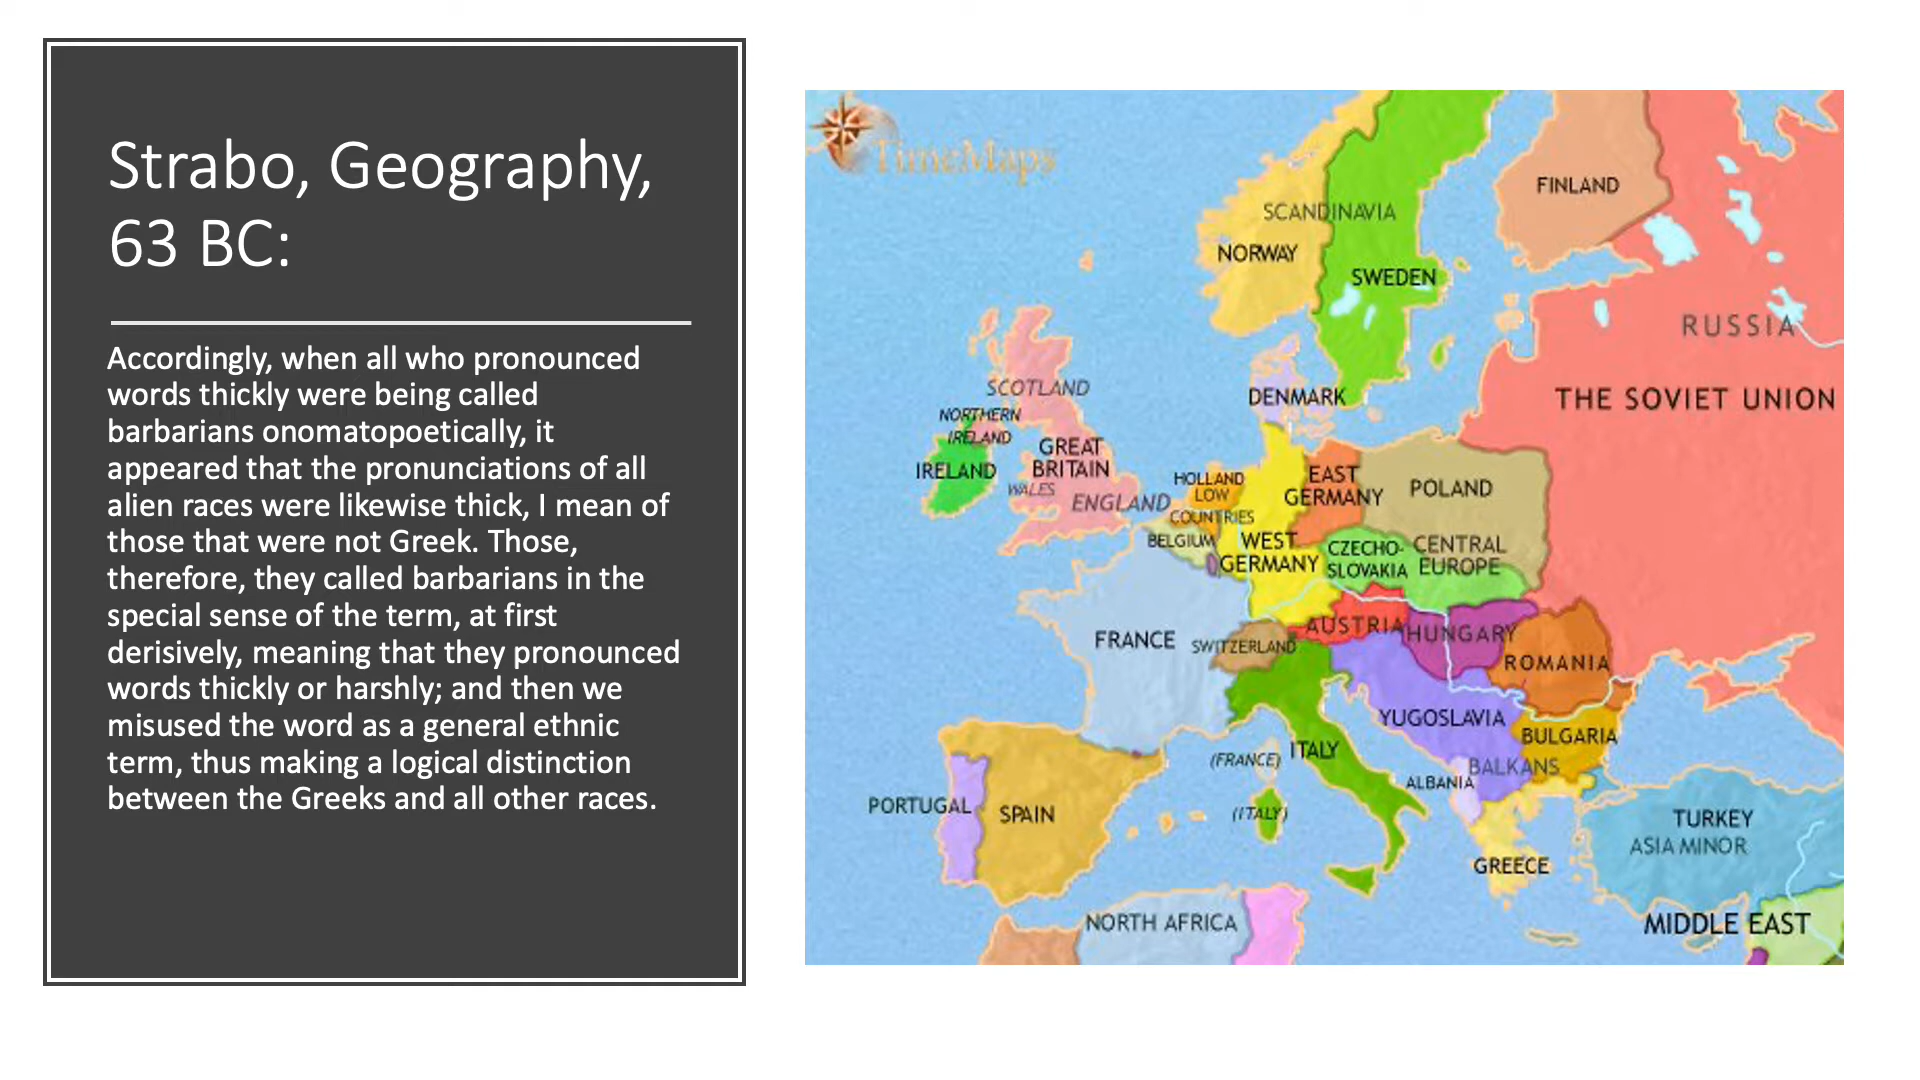 Strabo, Geography,
63 BC:
Accordingly, when all who pronounced
words thickly were being called
barbarians onomatopoetically, it
appeared that the pronunciations of all
alien races were likewise thick, I mean of
those that were not Greek. Those,
therefore, they called barbarians in the
special sense of the term, at first
derisively, meaning that they pronounced
words thickly or harshly; and then we
misused the word as a general ethnic
term, thus making a logical distinction
between the Greeks and all other races.
TimeMaps
FINLAND
SCANDINAVIA
NORWAY
SWEDEN
RUSSIA
THE SOVIET UNION
SCOTLAND
DENMARK
NORTHERN
IRELAND
GREAT
BRITAIN
IRELAND
WALES
ENGLAND
HOLLAND
LOW
COUNTRIES
BELGIUM
EAST
GERMANY
POLAND
WEST
GERMANY
CZECHO-
SLOVAKIA
CENTRAL
EUROPE
FRANCE
SWITZERLAND
AUSTRIA
HUNGARY
ROMANIA
YUGOSLAVIA
BULGARIA
(FRANCE)
ITALY
BALKANS
ALBANIA
PORTUGAL
SPAIN
(ITALY)
TURKEY
ASIA MINOR
GREECE
NORTH AFRICA
MIDDLE EAST